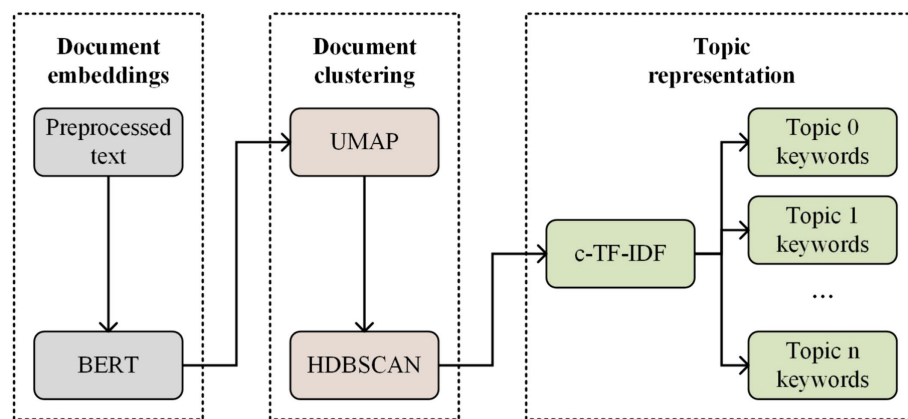 Document
embeddings
Preprocessed
text
BERT
Document
clustering
UMAP
HDBSCAN
Topic
representation
c-TF-IDF
Topic 0
keywords
Topic 1
keywords
...
Topic n
keywords